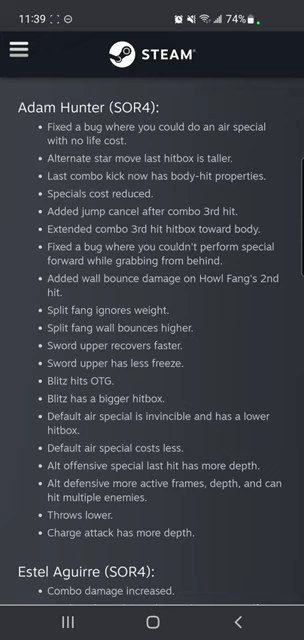 11:39
74%
STEAM®
Adam Hunter (SOR4):
• Fixed a bug where you could do an air special
with no life cost.
• Alternate star move last hitbox is taller.
• Last combo kick now has body-hit properties.
• Specials cost reduced.
• Added jump cancel after combo 3rd hit.
• Extended combo 3rd hit hitbox toward body.
• Fixed a bug where you couldn't perform special
forward while grabbing from behind.
• Added wall bounce damage on Howl Fang's 2nd
hit.
• Split fang ignores weight.
• Split fang wall bounces higher.
• Sword upper recovers faster.
• Sword upper has less freeze.
• Blitz hits OTG.
• Blitz has a bigger hitbox.
• Default air special is invincible and has a lower
hitbox.
• Default air special costs less.
• Alt offensive special last hit has more depth.
• Alt defensive more active frames, depth, and can
hit multiple enemies.
• Throws lower.
• Charge attack has more depth.
Estel Aguirre (SOR4):
• Combo damage increased.